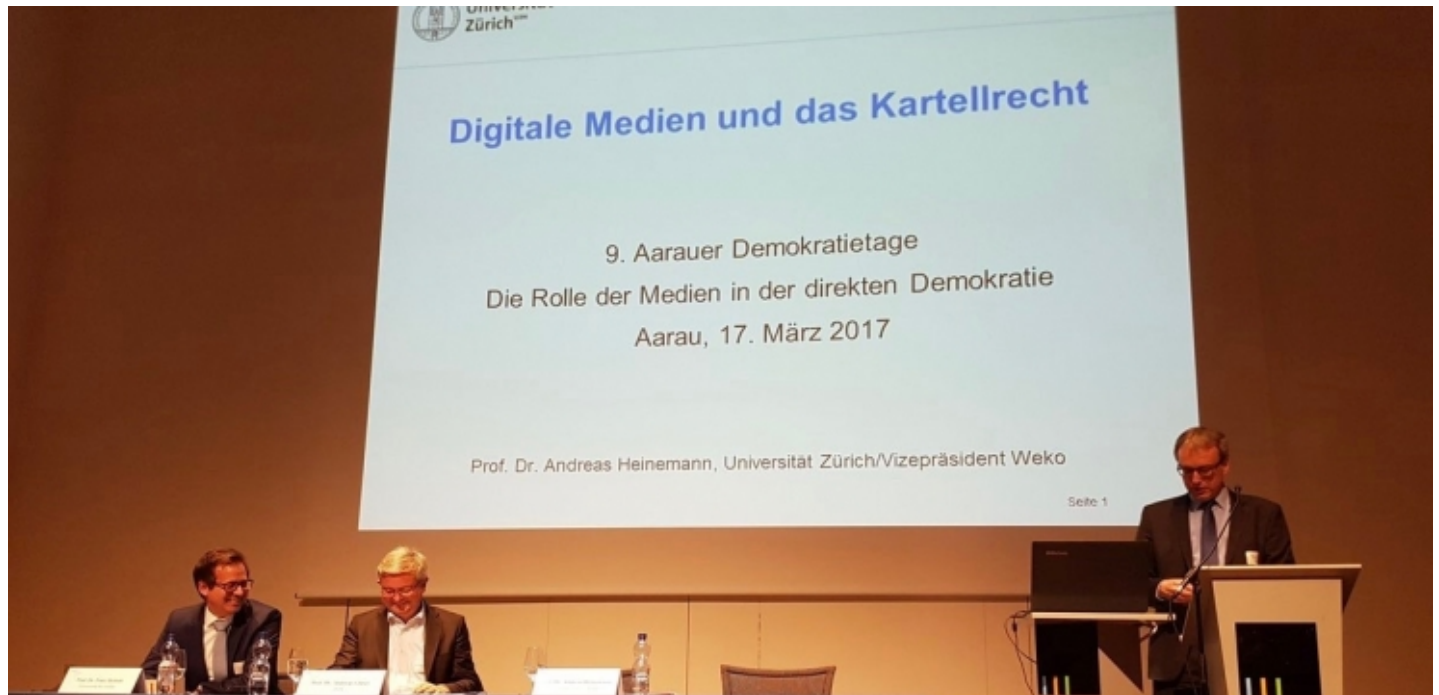 Zürich
Digitale Medien und das Kartellrecht
9. Aarauer Demokratietage
Die Rolle der Medien in der direkten Demokratie
Aarau, 17. März 2017
Prof. Dr. Andreas Heinemann, Universität Zürich/Vizepräsident Weko
Seite 1